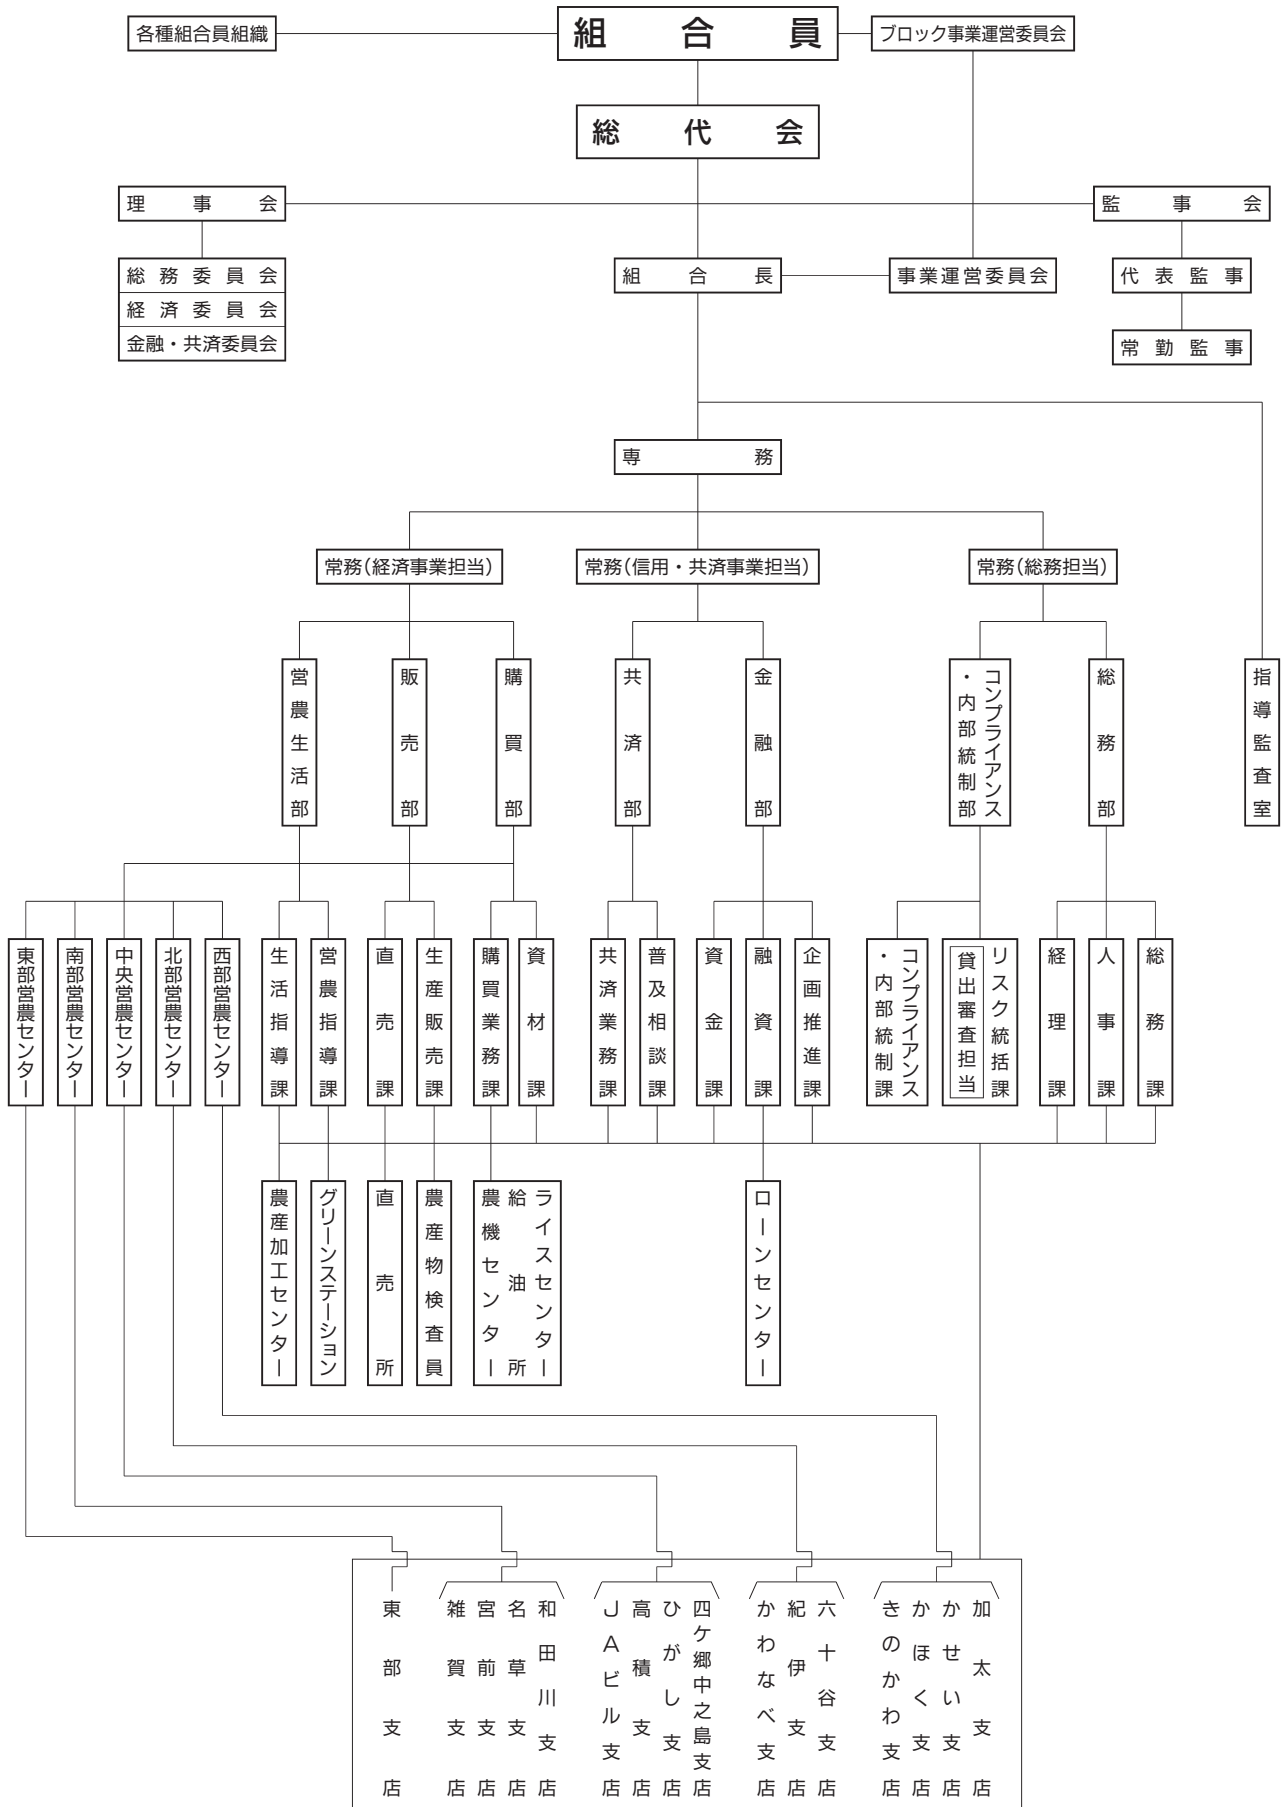 各種組合員組織
組合員
ブロック事業運営委員会
総代会
理事会
監事会
総務委員会
経済委員会
金融・共済委員会
組合長
事業運営委員会
代表監事
常勤監事
専務
常務(経済事業担当)
常務(信用・共済事業担当)
常務(総務担当)
営農生活部
販売部
購買部
共済部
金融部
コンプライアンス
・内部統制部
総務部
指導監査室
東部営農センター
南部営農センター
中央営農センター
北部営農センター
西部営農センター
生活指導課
営農指導課
直売課
生産販売課
購買業務課
資材課
共済業務課
普及相談課
資金課
融資課
企画推進課
コンプライアンス
・内部統制課
リスク統括課
貸出審査担当
経理課
人事課
総務課
農産加工センター
グリーンステーション
直売所
農産物検査員
ライスセンター
給油所
農機センター
ローンセンター
東部支店
雑賀支店
宮前支店
名草支店
和田川支店
JAビル支店
高積支店
ひがし支店
四ケ郷中之島支店
かわなべ支店
紀伊支店
六十谷支店
きのかわ支店
かほく支店
かせい支店
加太支店